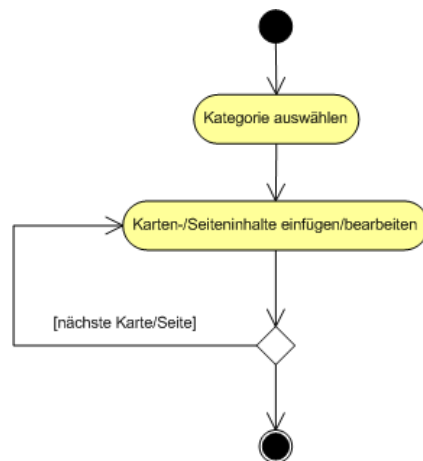 Kategorie auswählen
Karten-/Seiteninhalte einfügen/bearbeiten
[nächste Karte/Seite]